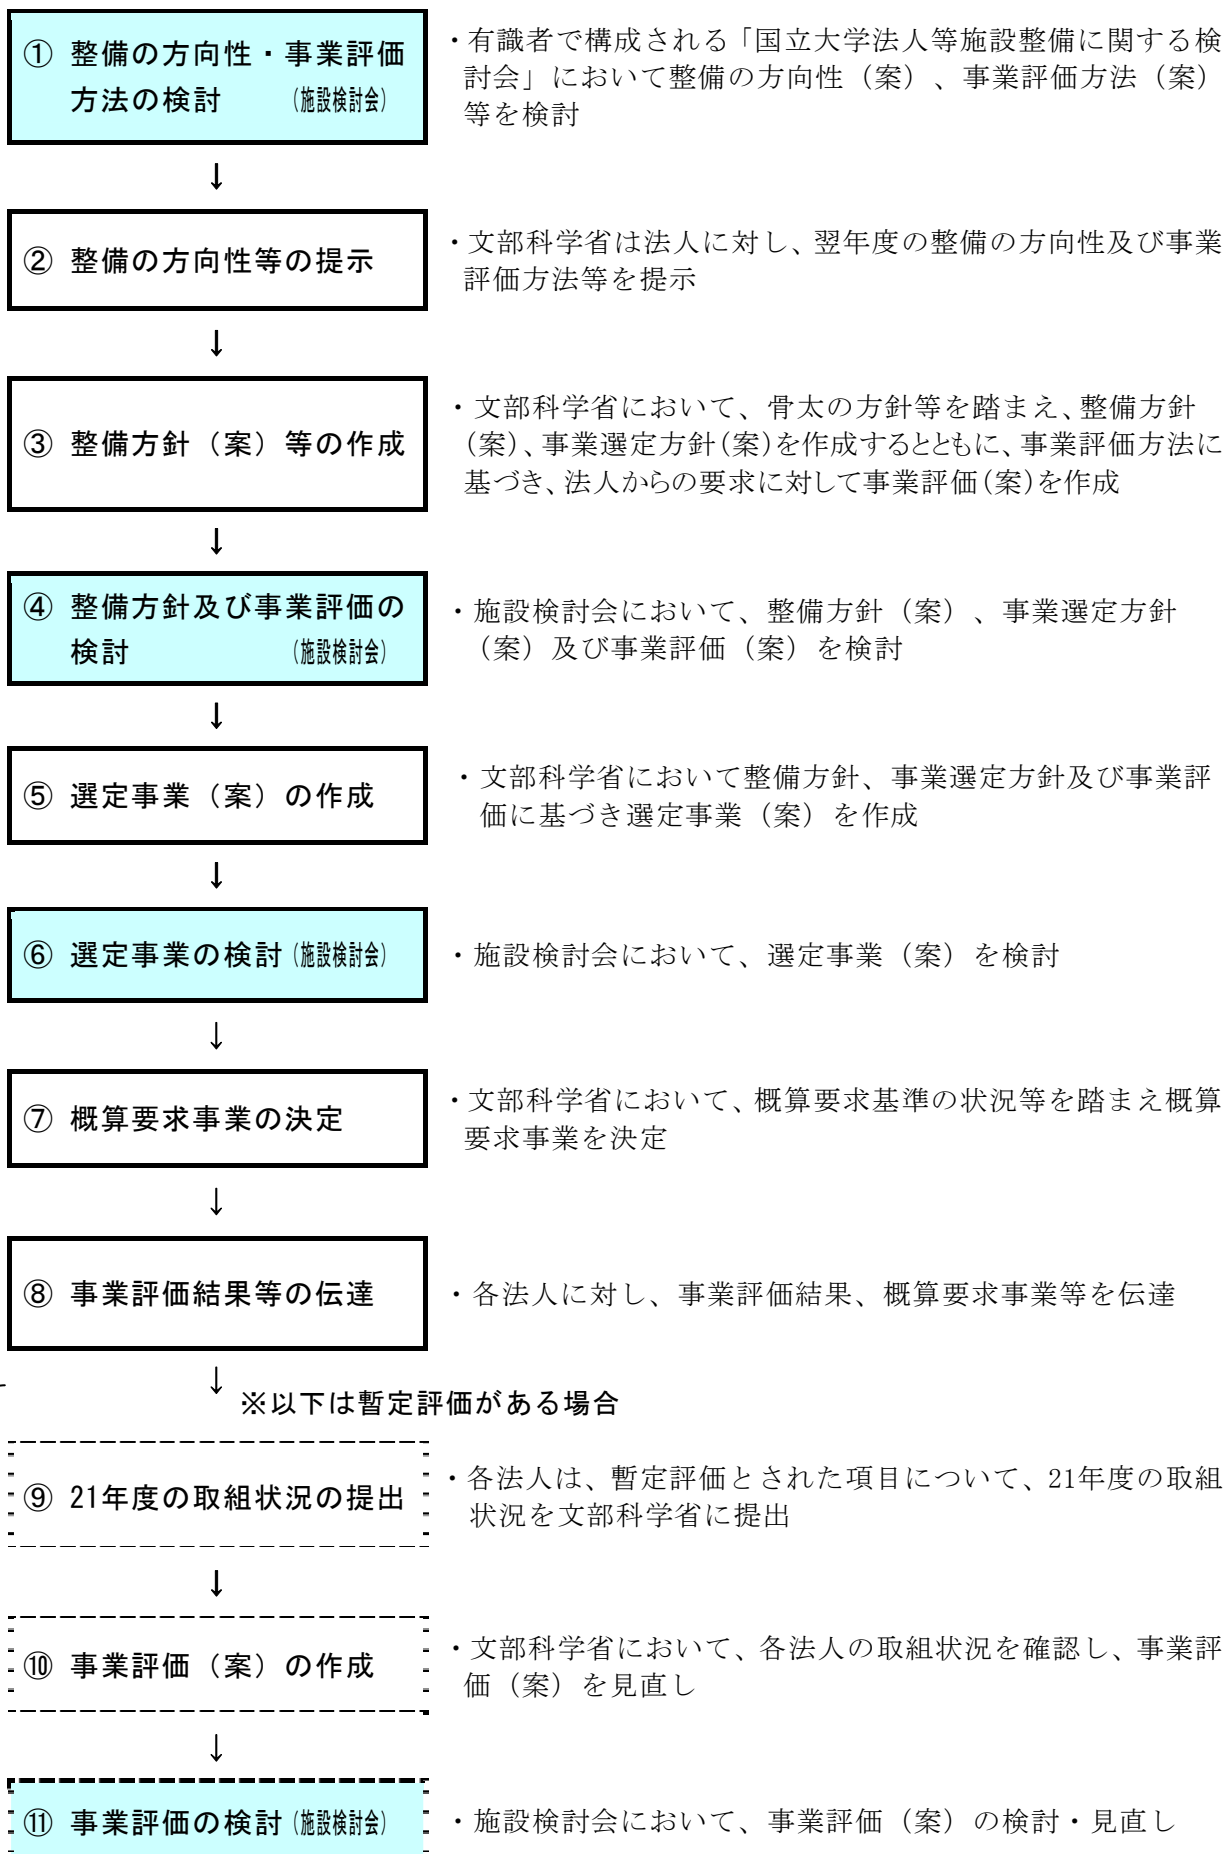 ① 整備の方向性・事業評価
方法の検討 (施設検討会)
・有識者で構成される「国立大学法人等施設整備に関する検
討会」において整備の方向性（案）、事業評価方法（案）
等を検討
↓
② 整備の方向性等の提示
・文部科学省は法人に対し、翌年度の整備の方向性及び事業
評価方法等を提示
↓
③ 整備方針（案）等の作成
・文部科学省において、骨太の方針等を踏まえ、整備方針
(案)、事業選定方針(案)を作成するとともに、事業評価方法に
基づき、法人からの要求に対して事業評価(案)を作成
↓
④ 整備方針及び事業評価の
検討 (施設検討会)
・施設検討会において、整備方針（案）、事業選定方針
（案）及び事業評価（案）を検討
↓
⑤ 選定事業（案）の作成
・文部科学省において整備方針、事業選定方針及び事業評
価に基づき選定事業（案）を作成
↓
⑥ 選定事業の検討(施設検討会)
・施設検討会において、選定事業（案）を検討
↓
⑦ 概算要求事業の決定
・文部科学省において、概算要求基準の状況等を踏まえ概算
要求事業を決定
↓
⑧ 事業評価結果等の伝達
・各法人に対し、事業評価結果、概算要求事業等を伝達
↓
※以下は暫定評価がある場合
⑨ 21年度の取組状況の提出
・各法人は、暫定評価とされた項目について、21年度の取組
状況を文部科学省に提出
↓
⑩ 事業評価（案）の作成
・文部科学省において、各法人の取組状況を確認し、事業評
価（案）を見直し
↓
⑪ 事業評価の検討(施設検討会)
・施設検討会において、事業評価（案）の検討・見直し